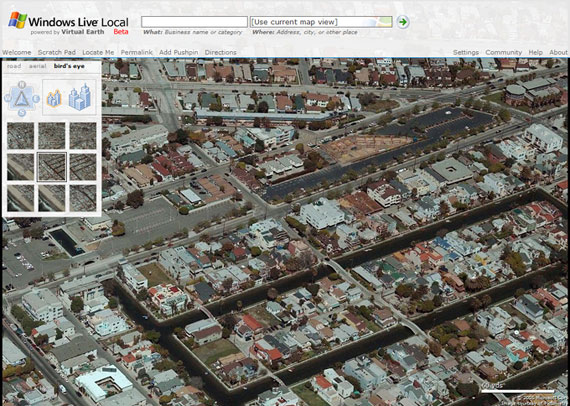 Windows Live Local
powered by Virtual Earth Beta
[Use current map view]
What: Business name or category
Where: Address, city, or other place
Welcome Scratch Pad Locate Me Permalink Add Pushpin Directions Settings Community Help About
road aerial bird's eye
yds